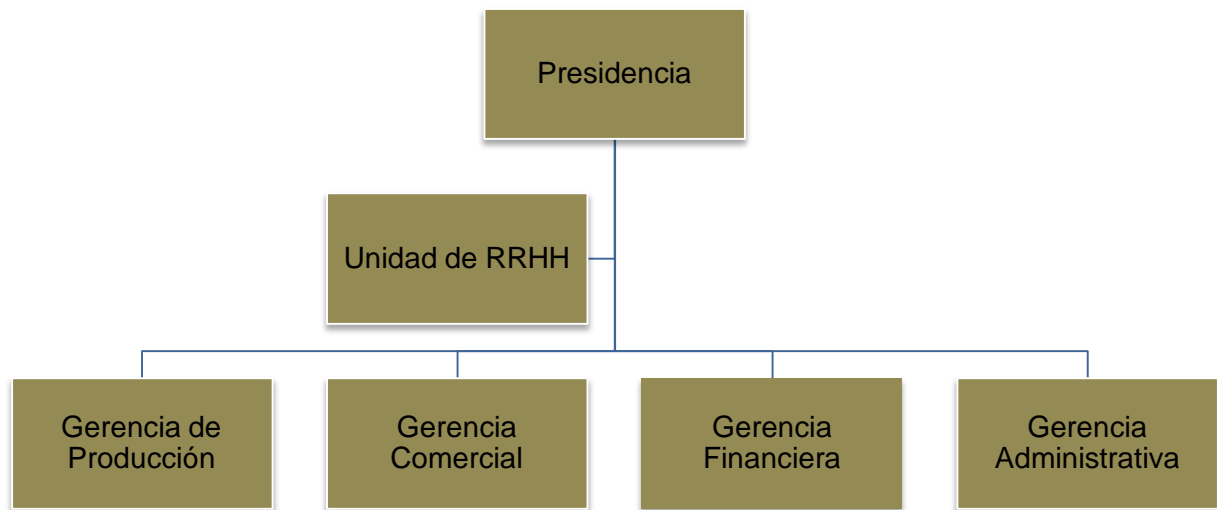 Presidencia
Unidad de RRHH
Gerencia de
Producción
Gerencia
Comercial
Gerencia
Financiera
Gerencia
Administrativa